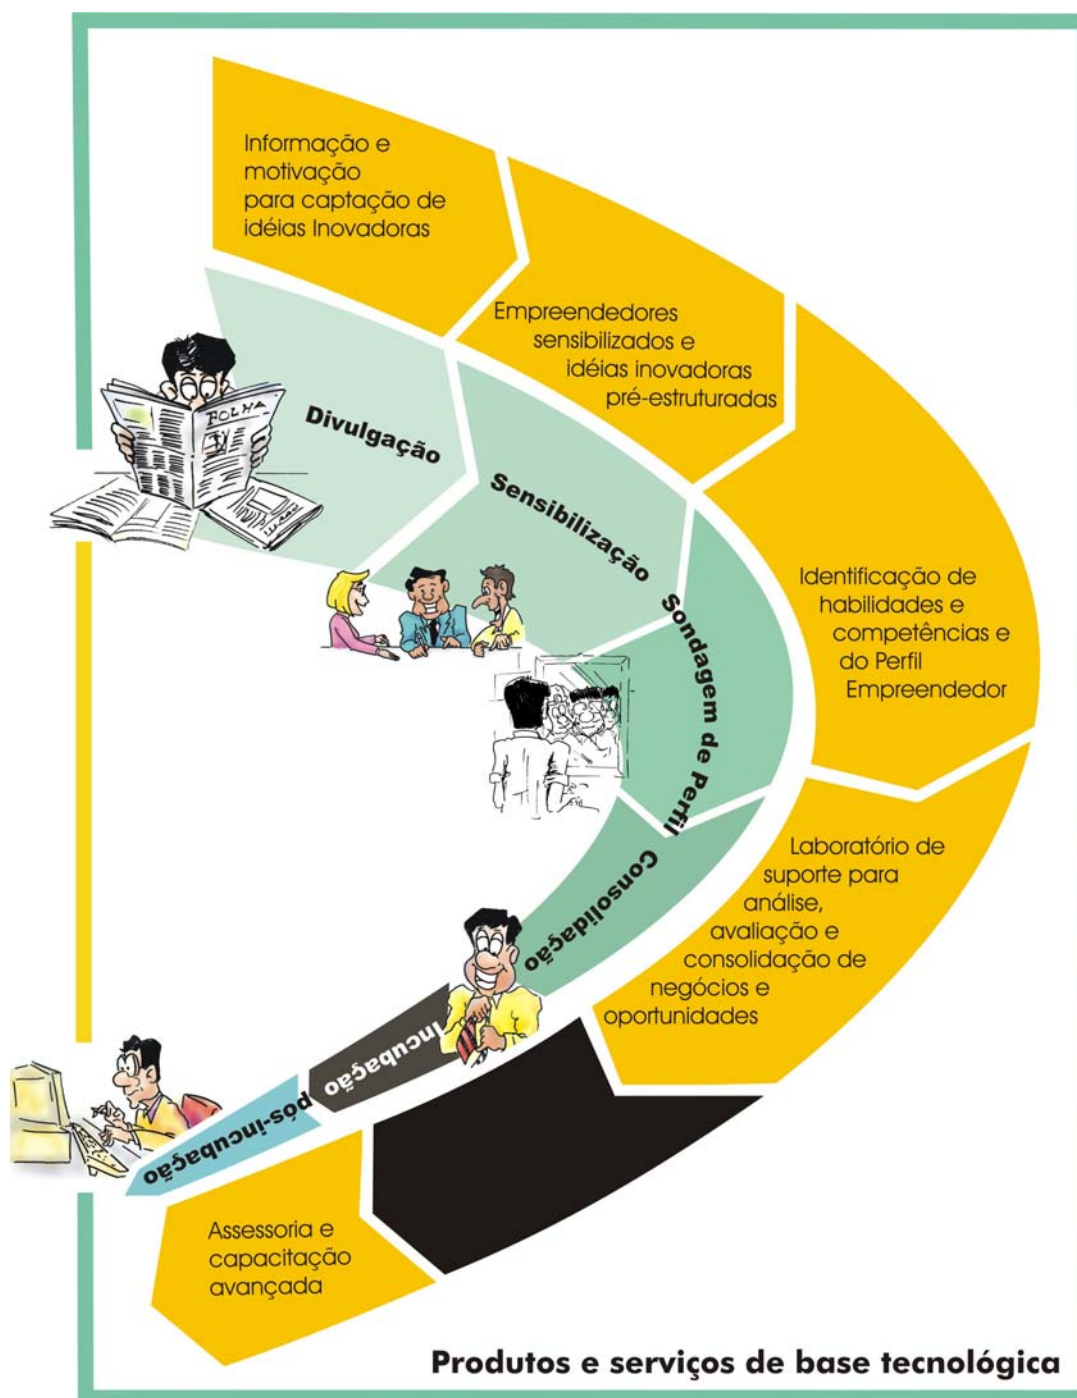 Informação e
motivação
para captação de
idéias Inovadoras
Empreendedores
sensibilizados e
idéias inovadoras
pré-estruturadas
FOLHA
Divulgação
Sensibilização
Sondagem de Perfil
Identificação de
habilidades e
competências e
do Perfil
Empreendedor
Laboratório de
suporte para
análise,
avaliação e
consolidação de
negócios e
oportunidades
Consolidação
Incubação
pós-incubação
Assessoria e
capacitação
avançada
Produtos e serviços de base tecnológica